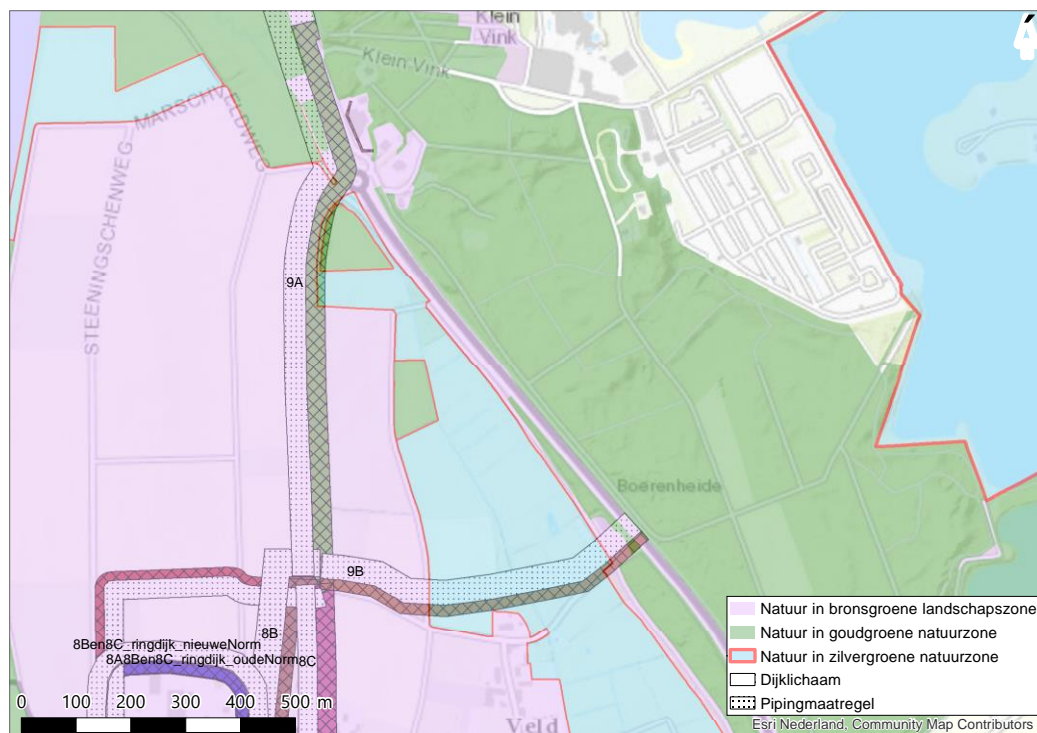 Klein
Vink
Klein Vink
MARSCHVELDWEG
STEENINGSCHENWEG
9A
Boerenheide
9B
8B
8Ben8C_ringdijk_nieuweNorm
8A8Ben8C_ringdijk_oudeNorm
8C
0 100 200 300 400 500 m
Veld
Natuur in bronsgroene landschapszone
Natuur in goudgroene natuurzone
Natuur in zilvergroene natuurzone
Dijklichaam
Pipingmaatregel
Esri Nederland, Community Map Contributors